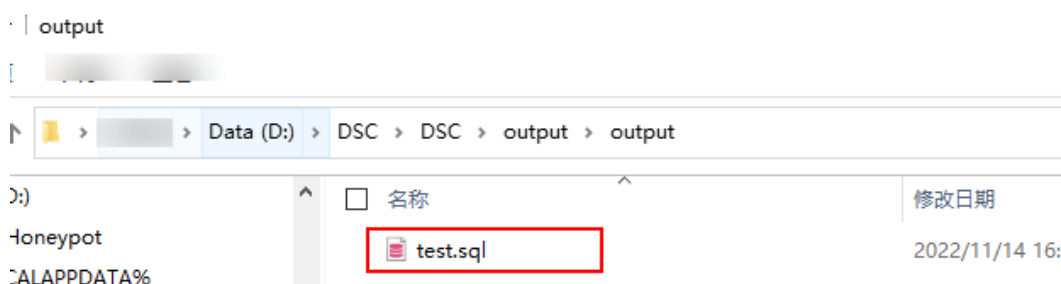 output
Data (D:) > DSC > DSC > output > output
D:)
名称
修改日期
Honeypot
test.sql
2022/11/14 16:
CALAPPDATA%